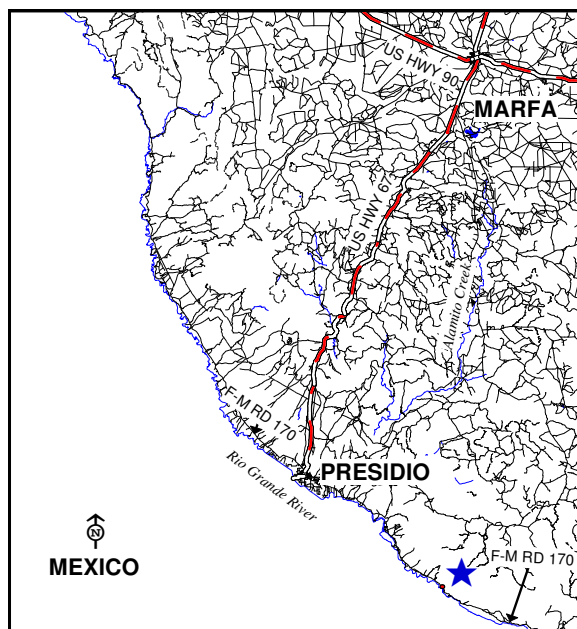 US HWY 90
MARFA
US HWY 67
Alamito Creek
F-M RD 170
PRESIDIO
Rio Grande River
N
MEXICO
F-M RD 170